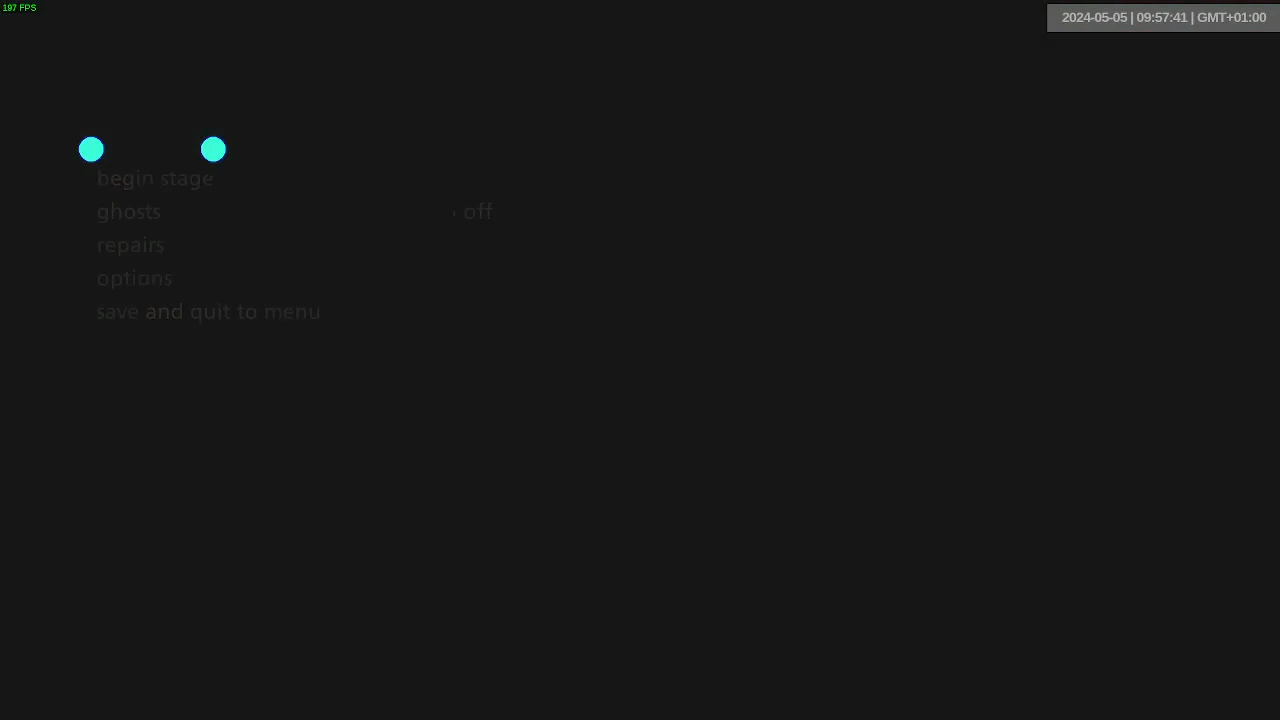 197 FPS
2024-05-05 | 09:57:41 | GMT+01:00
begin stage
ghosts off
repairs
options
save and quit to menu